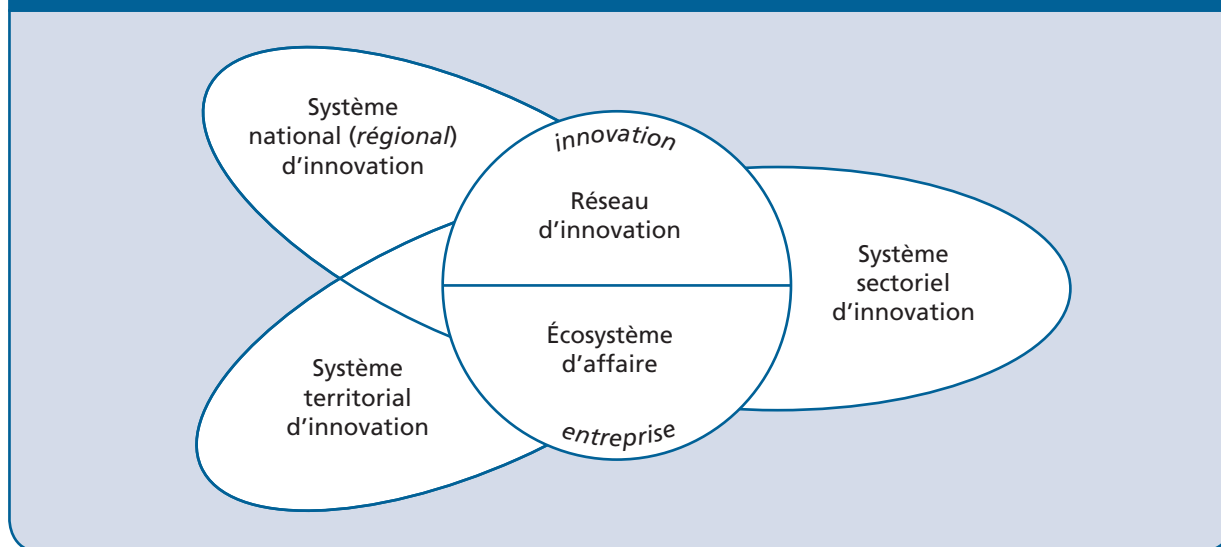 Système
national (régional)
d’innovation
innovation
Réseau
d’innovation
Système
sectoriel
d’innovation
Écosystème
d’affaire
Système
territorial
d’innovation
entreprise